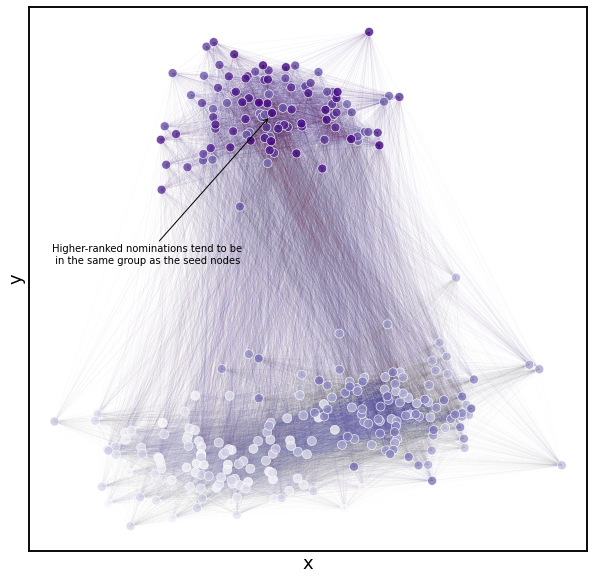 Higher-ranked nominations tend to be
in the same group as the seed nodes
y
x